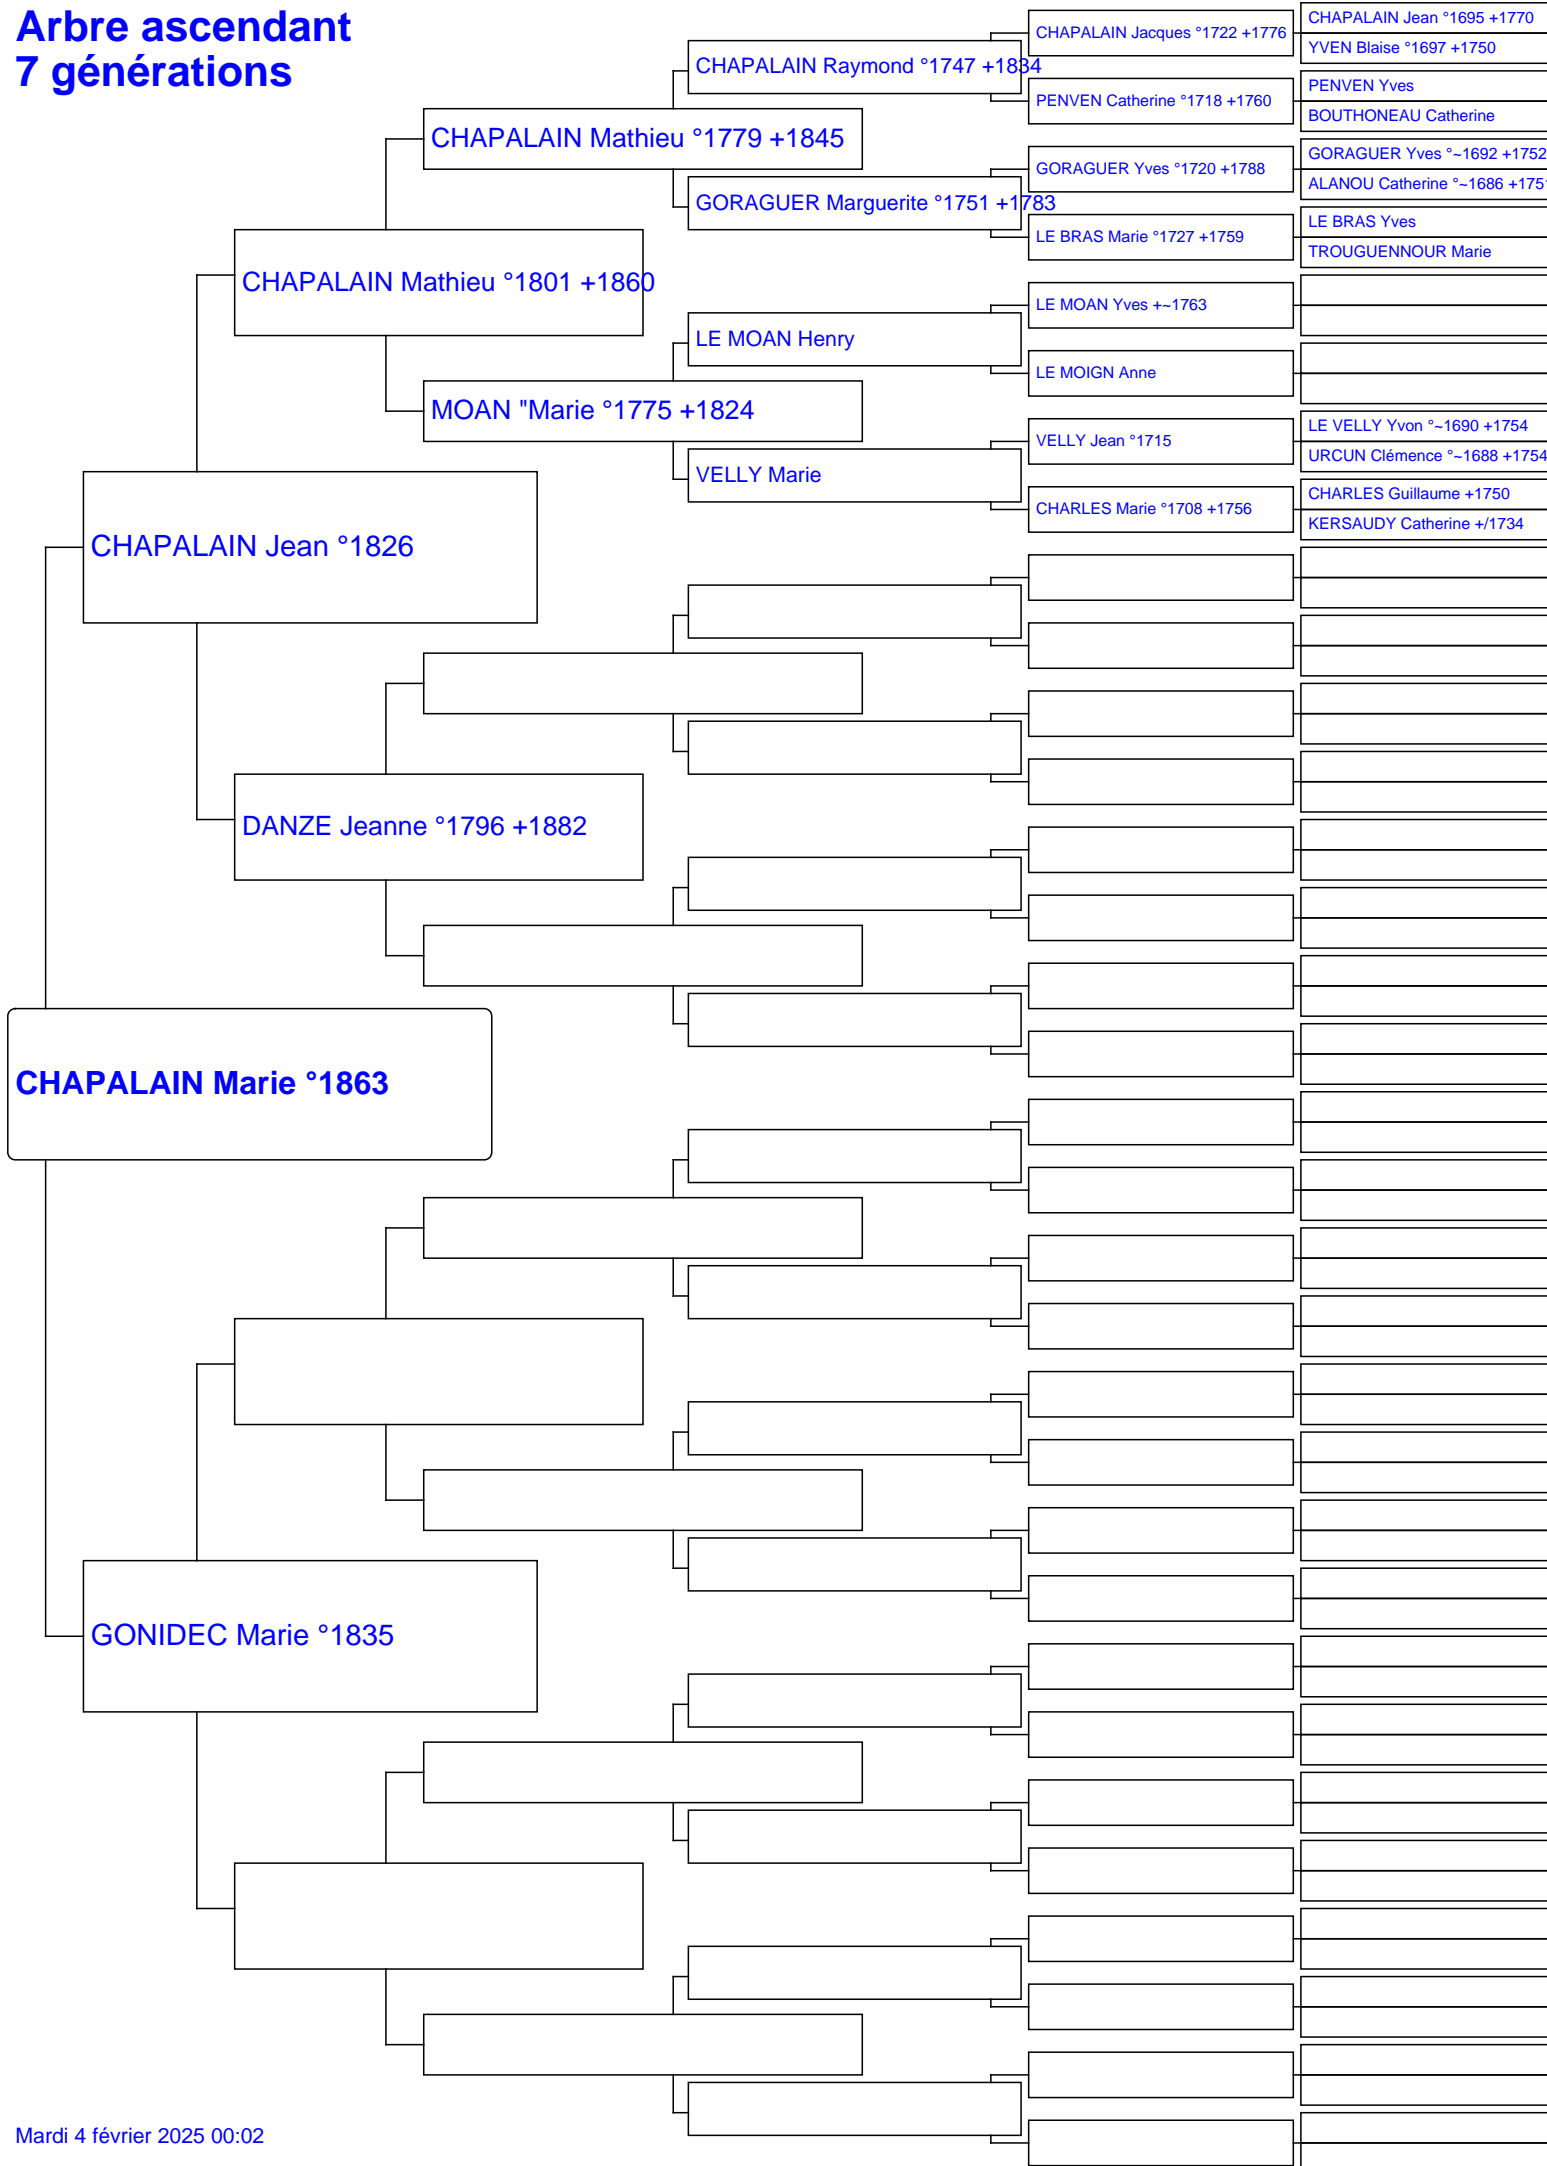 Arbre ascendant
7 générations
CHAPALAIN Marie °1863
CHAPALAIN Jean °1826
GONIDEC Marie °1835
CHAPALAIN Mathieu °1801 +1860
DANZE Jeanne °1796 +1882
CHAPALAIN Mathieu °1779 +1845
MOAN "Marie °1775 +1824
CHAPALAIN Raymond °1747 +1834
GORAGUER Marguerite °1751 +1783
LE MOAN Henry
VELLY Marie
CHAPALAIN Jacques °1722 +1776
PENVEN Catherine °1718 +1760
GORAGUER Yves °1720 +1788
LE BRAS Marie °1727 +1759
LE MOAN Yves +~1763
LE MOIGN Anne
VELLY Jean °1715
CHARLES Marie °1708 +1756
CHAPALAIN Jean °1695 +1770
YVEN Blaise °1697 +1750
PENVEN Yves
BOUTHONEAU Catherine
GORAGUER Yves °~1692 +1752
ALANOU Catherine °~1686 +1751
LE BRAS Yves
TROUGUENNOUR Marie
LE VELLY Yvon °~1690 +1754
URCUN Clémence °~1688 +1754
CHARLES Guillaume +1750
KERSAUDY Catherine +/1734
Mardi 4 février 2025 00:02